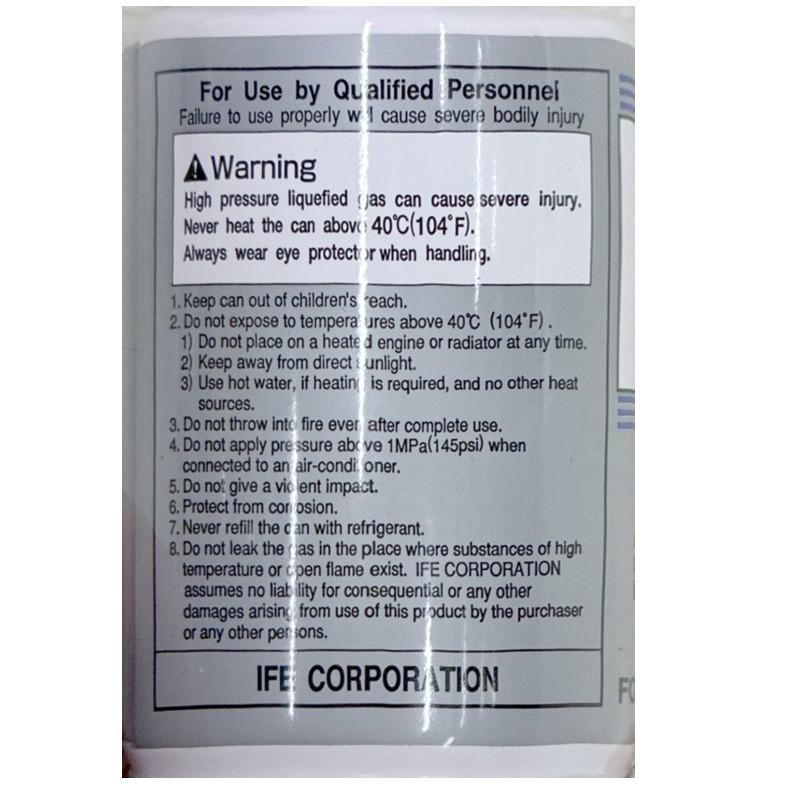 For Use by Qualified Personnel
Failure to use properly will cause severe bodily injury
Warning
High pressure liquefied gas can cause severe injury.
Never heat the can above 40℃(104°F).
Always wear eye protector when handling.
1. Keep can out of children's reach.
2. Do not expose to temperatures above 40℃ (104°F).
1) Do not place on a heated engine or radiator at any time.
2) Keep away from direct sunlight.
3) Use hot water, if heating is required, and no other heat
sources.
3. Do not throw into fire even after complete use.
4. Do not apply pressure above 1MPa(145psi) when
connected to an air-conditioner.
5. Do not give a violent impact.
6. Protect from corrosion.
7. Never refill the can with refrigerant.
8. Do not leak the gas in the place where substances of high
temperature or open flame exist. IFE CORPORATION
assumes no liability for consequential or any other
damages arising from use of this product by the purchaser
or any other persons.
IFE CORPORATION